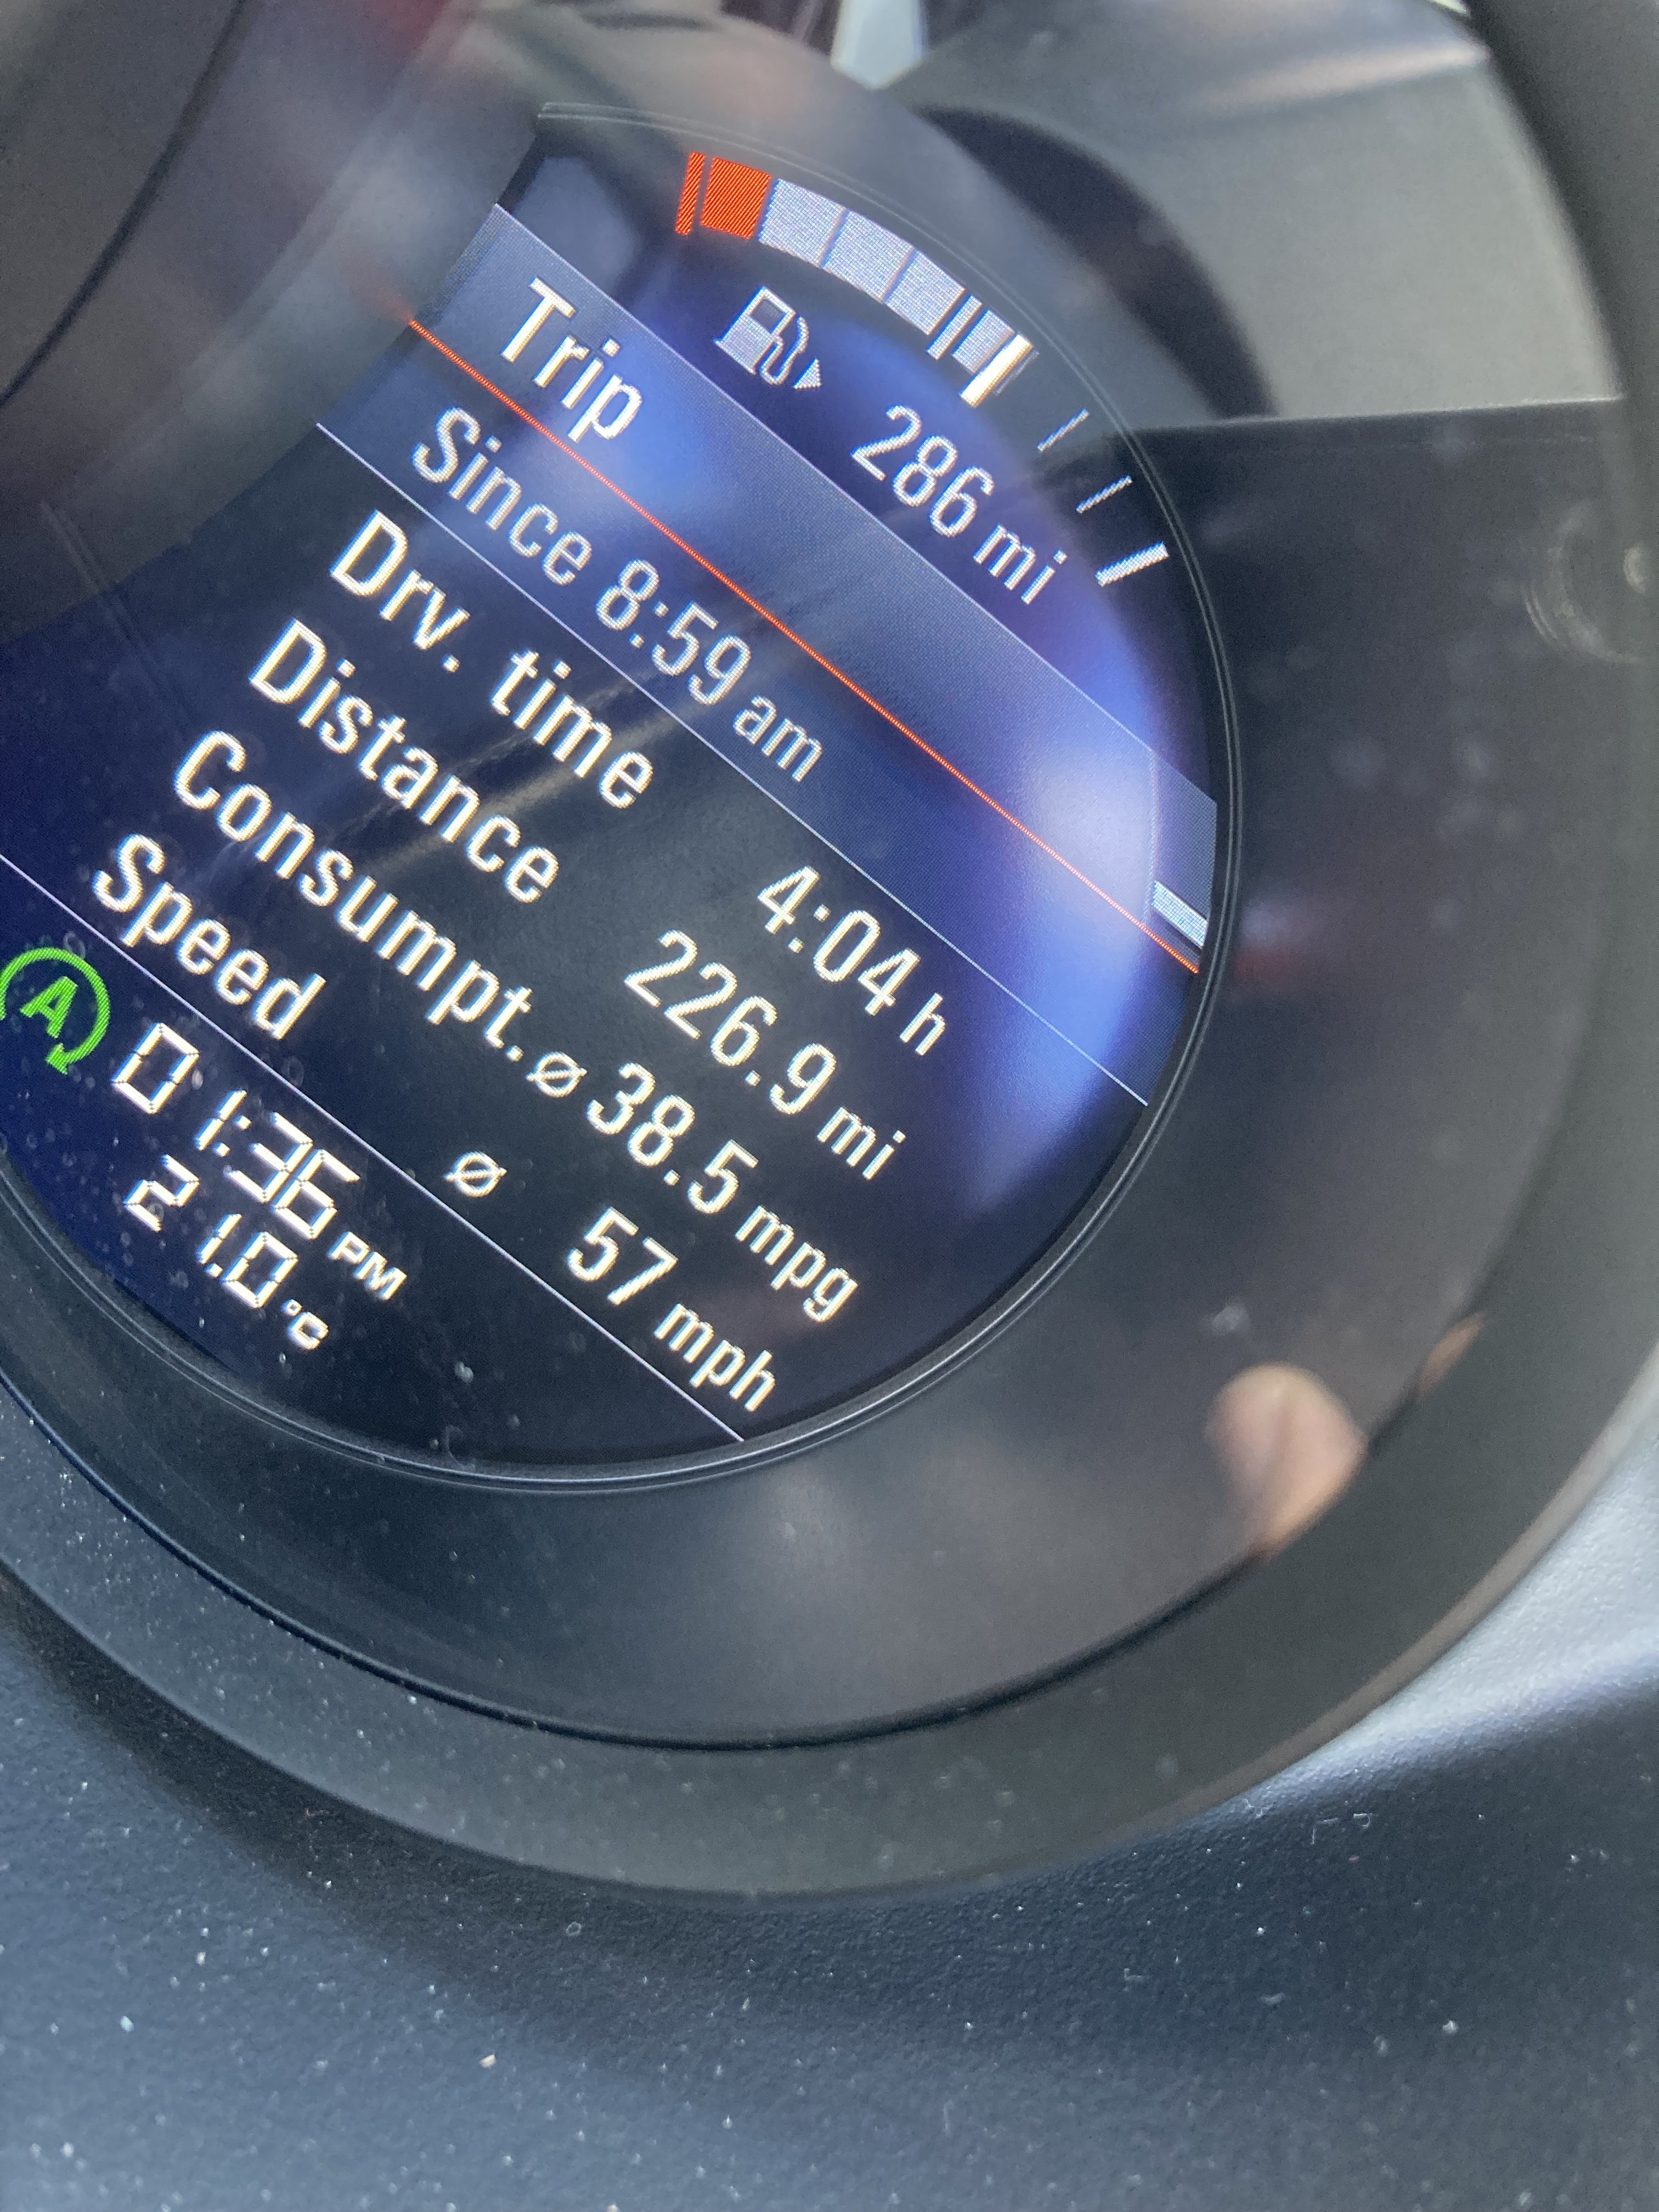 286 mi
Trip
Since 8:59 am
Drv. time 4:04 h
Distance 226.9 mi
Consumpt. ⌀ 38.5 mpg
Speed ⌀ 57 mph
A 01:36 PM
21.0 °C